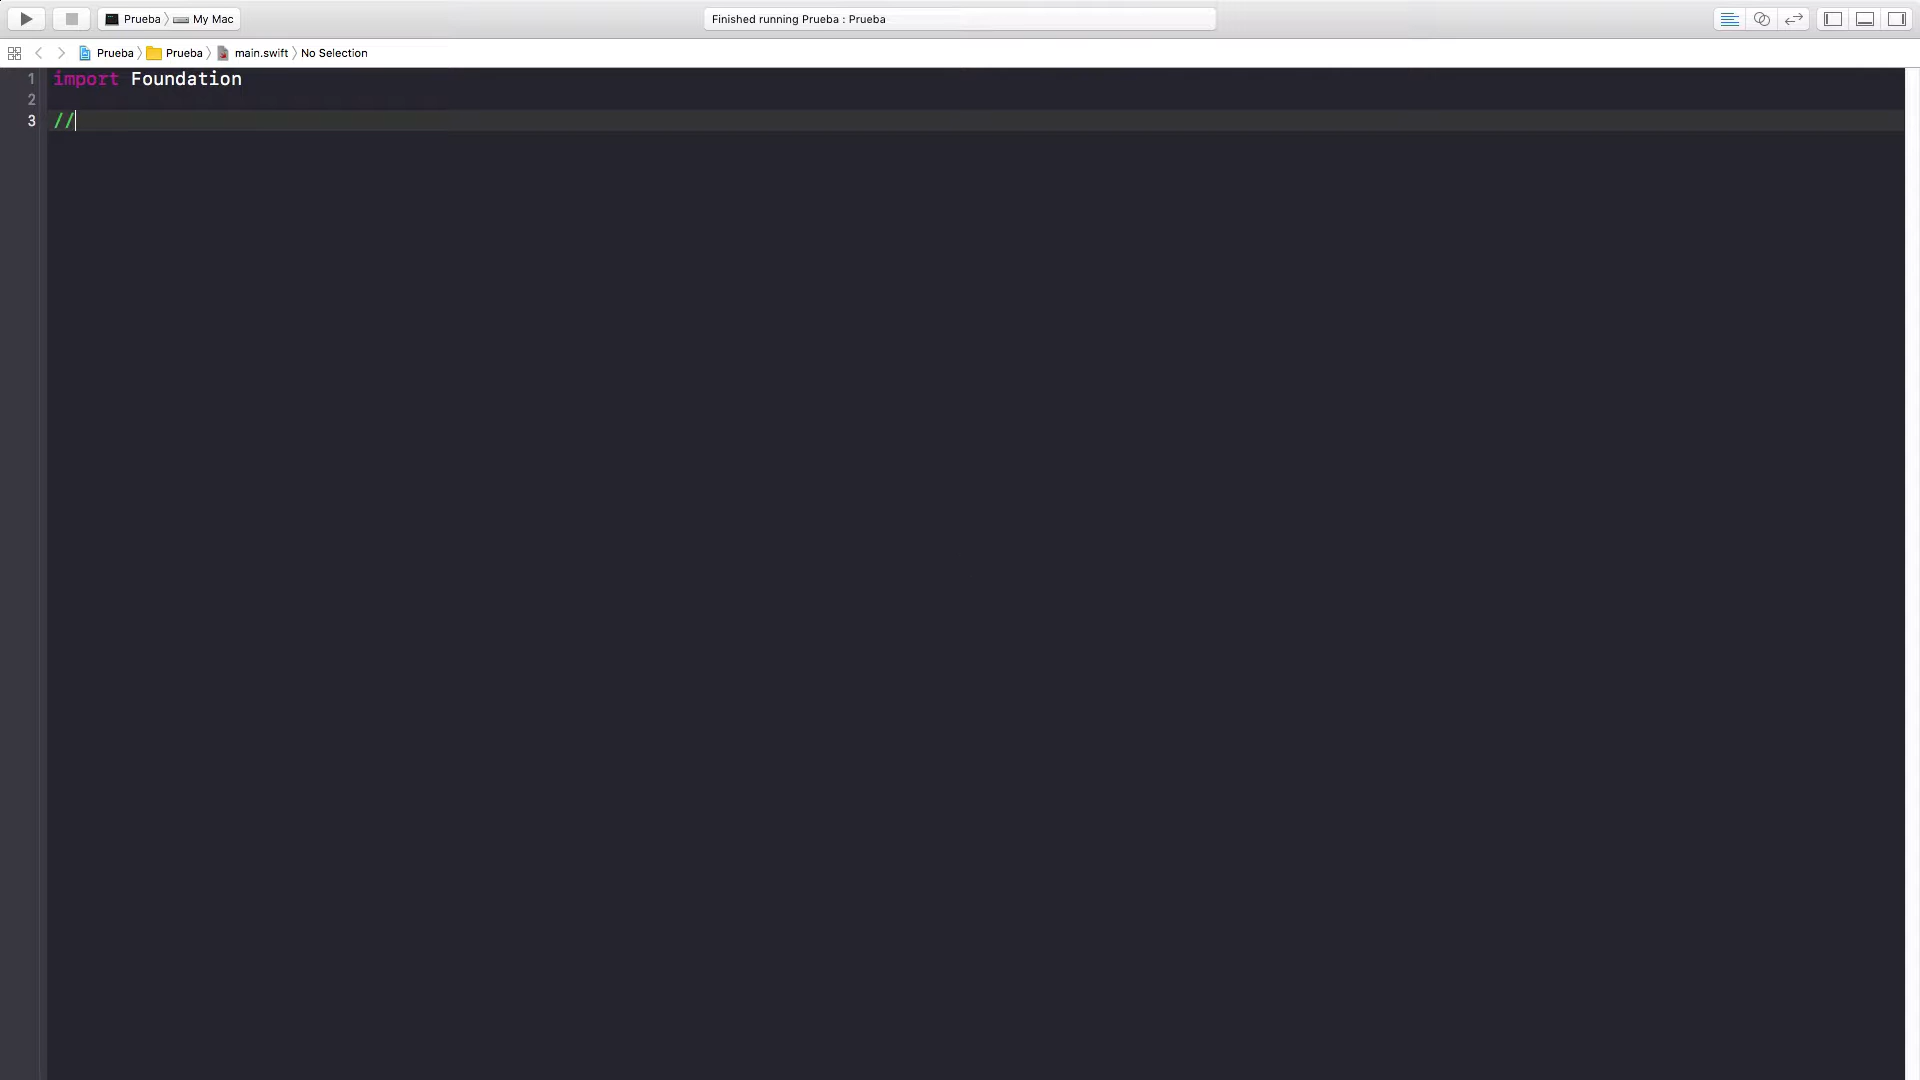 Prueba 〉 My Mac
Finished running Prueba : Prueba
Prueba 〉 Prueba 〉 main.swift 〉 No Selection
1 import Foundation
2
3 //